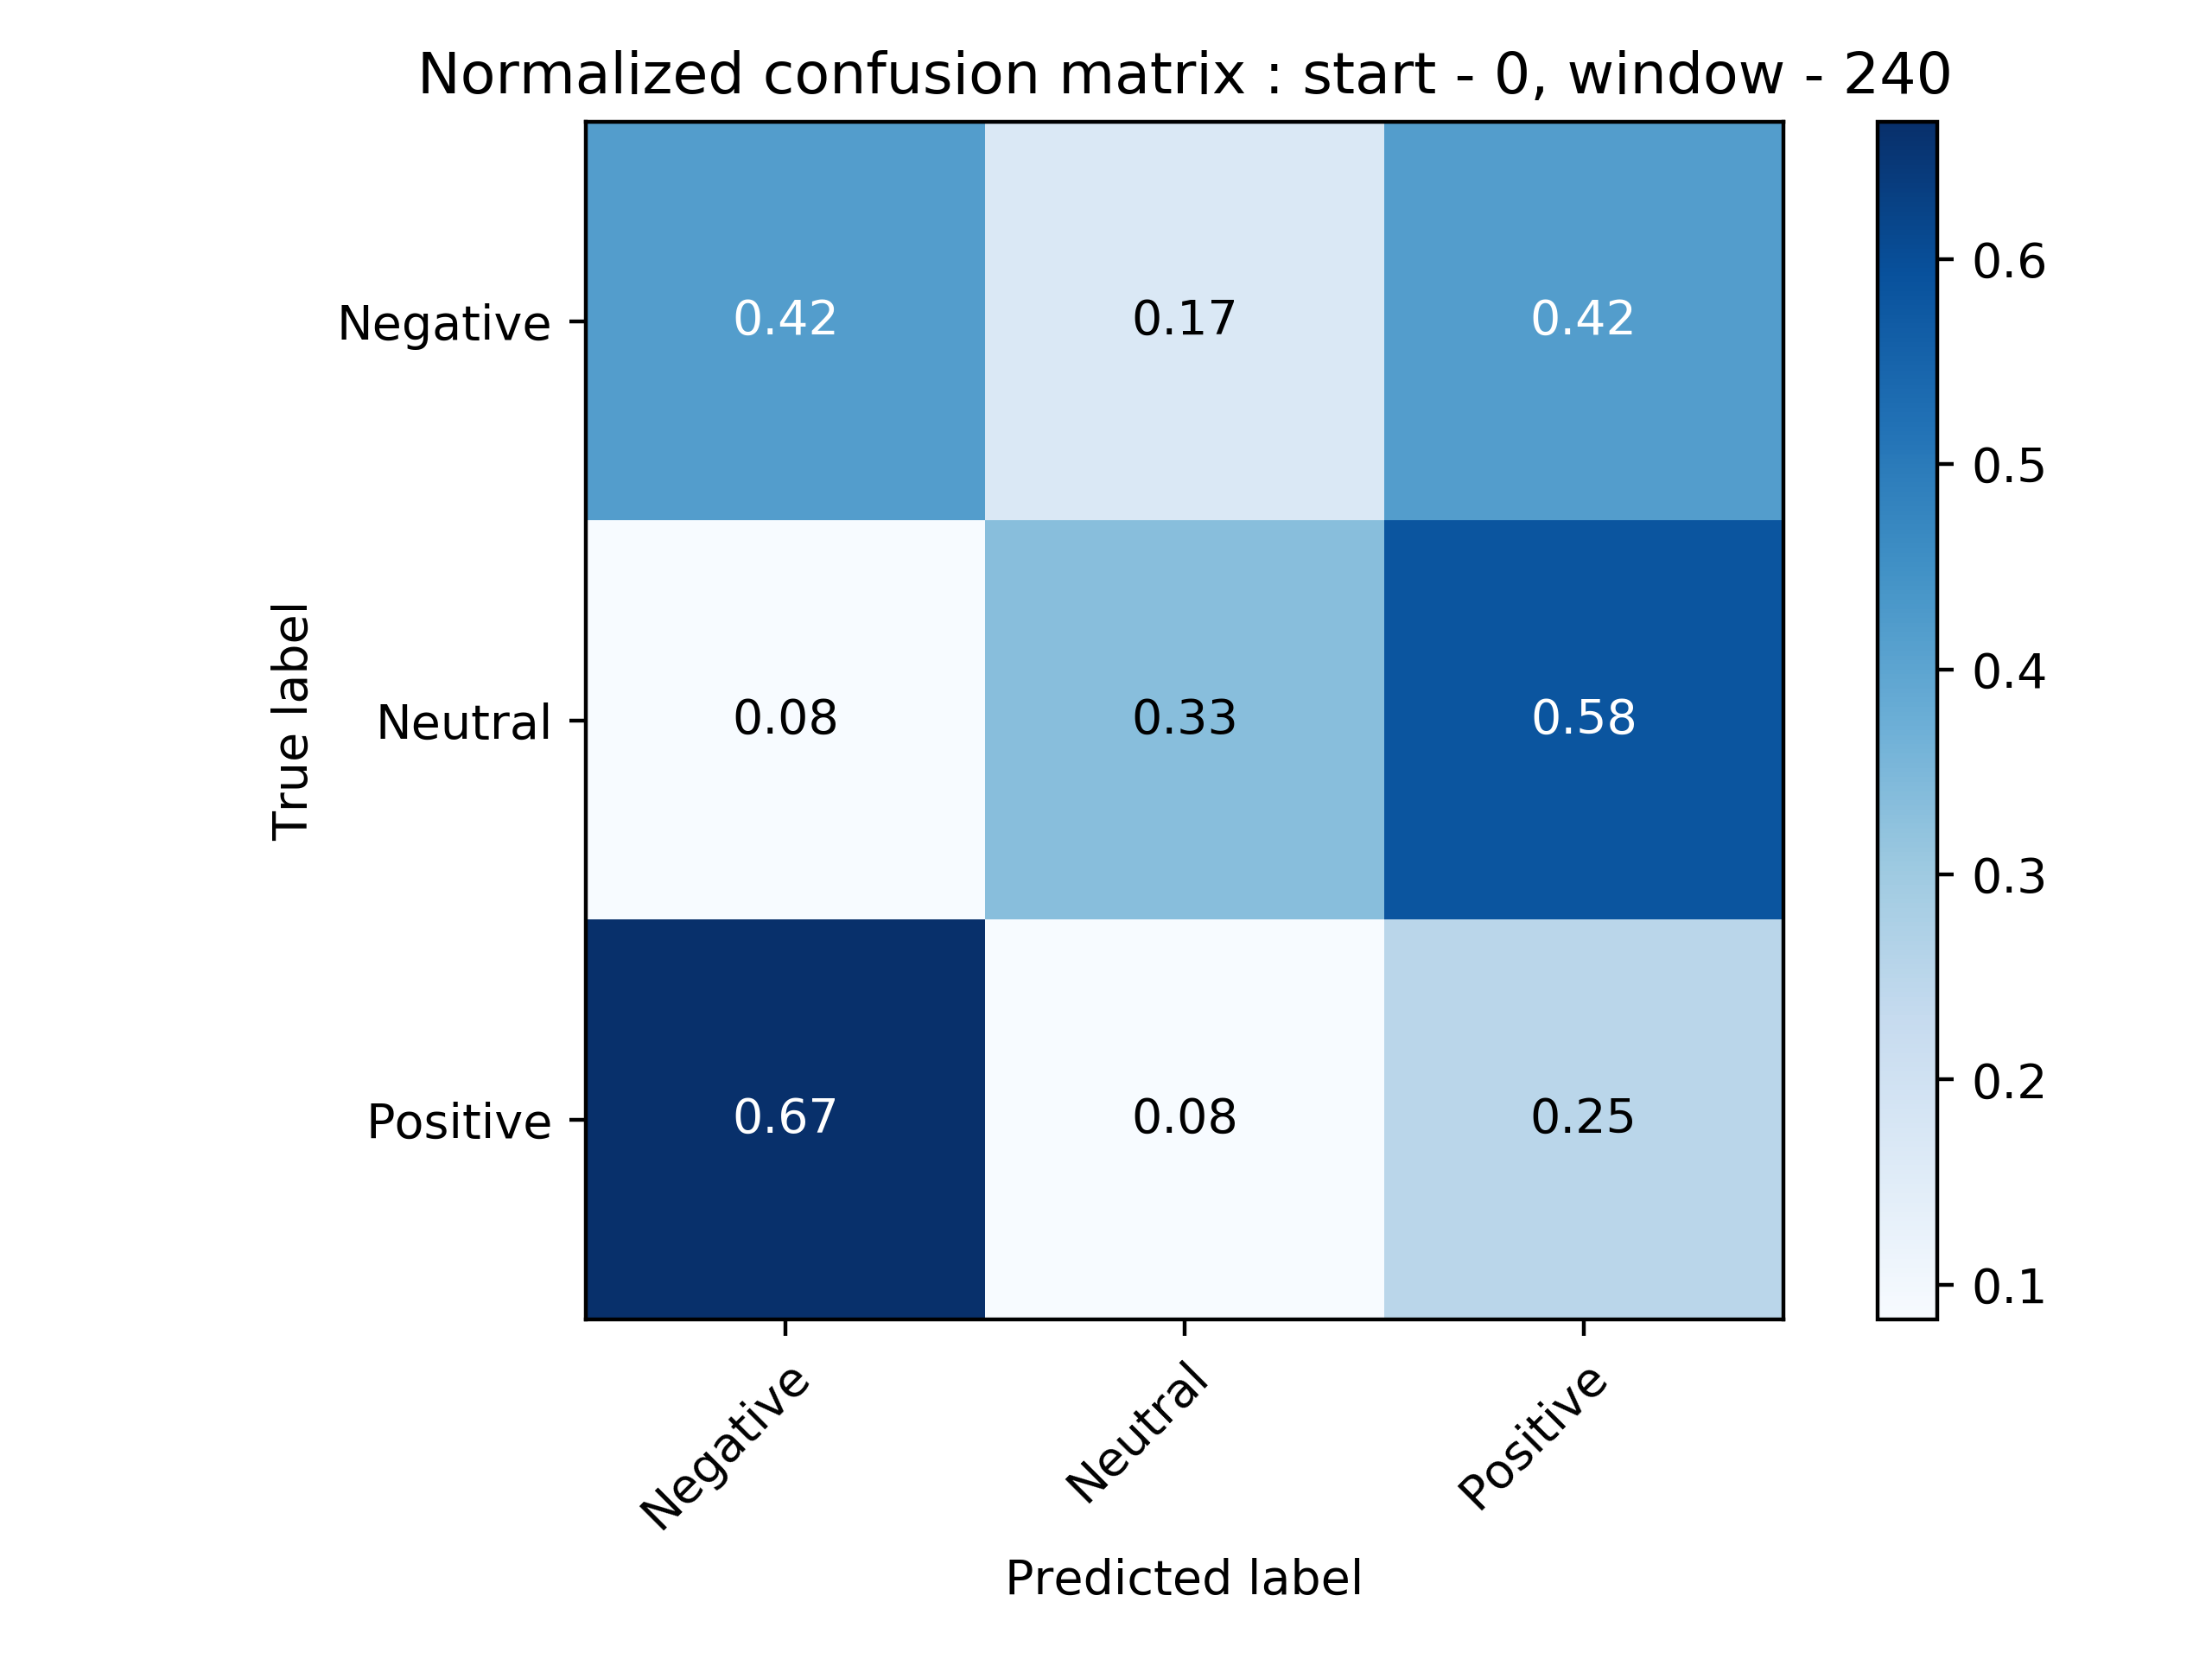 Normalized confusion matrix : start - 0, window - 240
True label
Negative
0.42 0.17 0.42
Neutral
0.08 0.33 0.58
Positive
0.67 0.08 0.25
Negative Neutral Positive
Predicted label
0.6
0.5
0.4
0.3
0.2
0.1